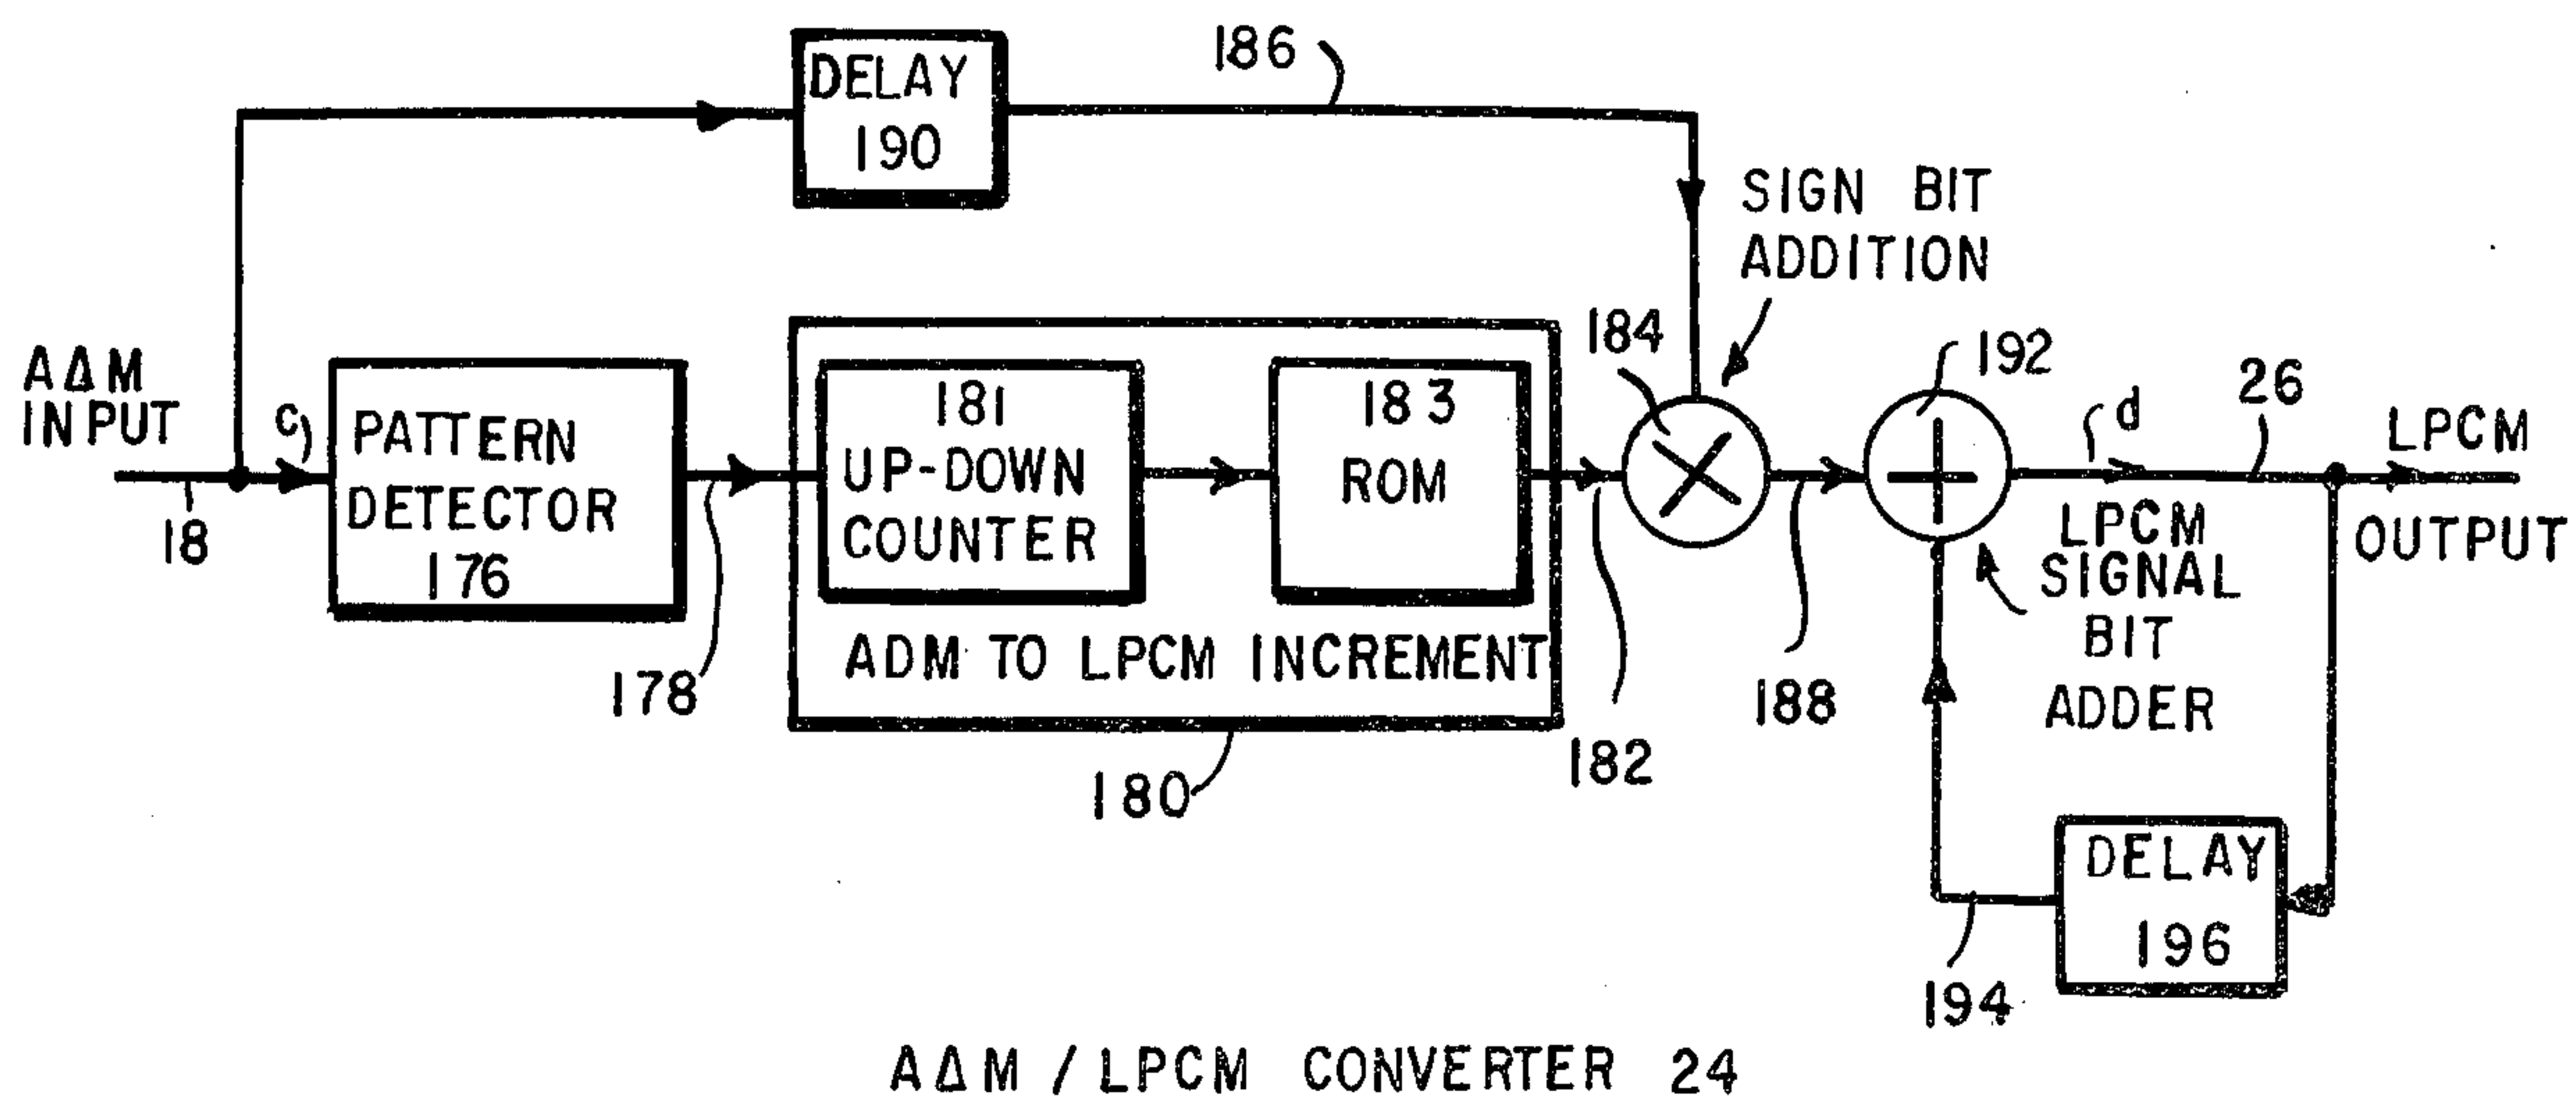 DELAY
190
186
SIGN BIT
ADDITION
AΔM
INPUT
c
18
PATTERN
DETECTOR
176
178
181
UP-DOWN
COUNTER
183
ROM
ADM TO LPCM INCREMENT
180
182
184
188
192
d
26
LPCM
OUTPUT
LPCM
SIGNAL
BIT
ADDER
DELAY
196
194
AΔM / LPCM CONVERTER 24